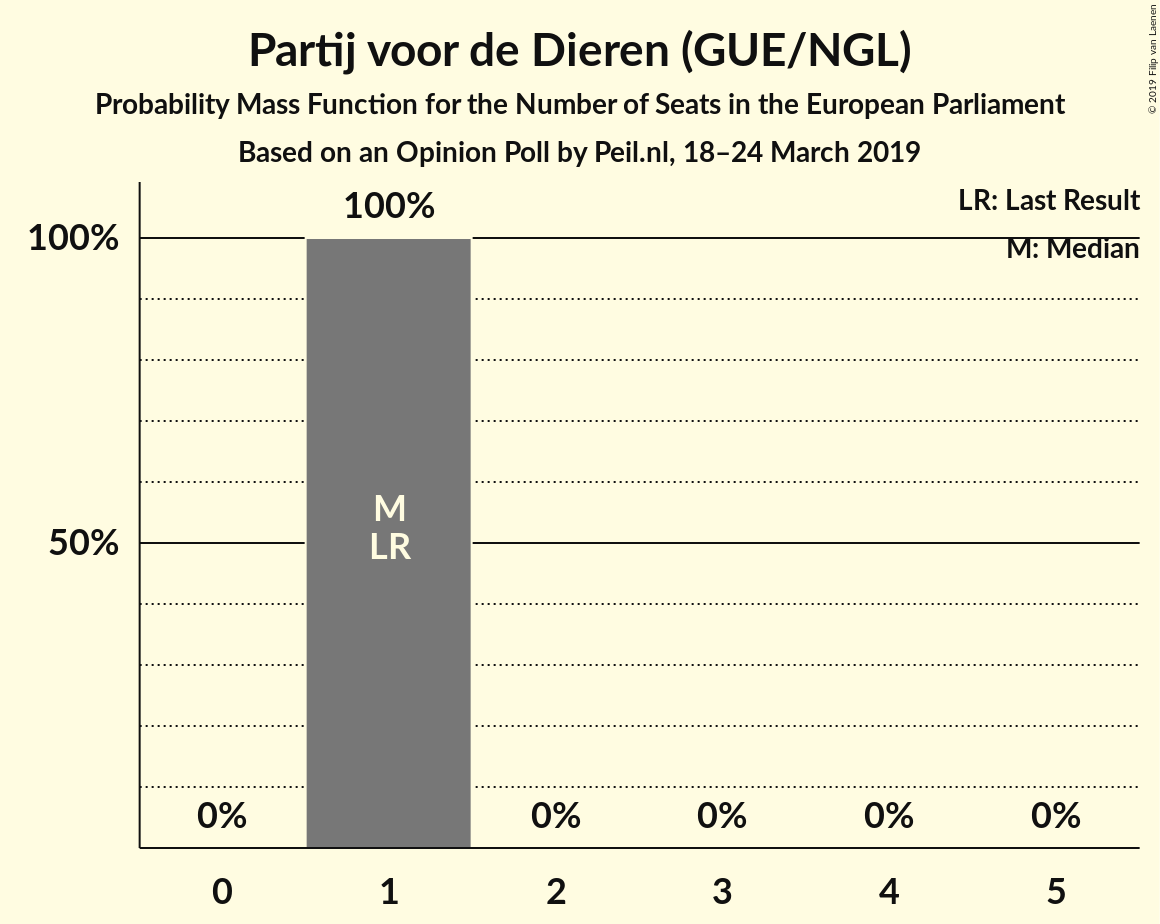 Partij voor de Dieren (GUE/NGL)
Probability Mass Function for the Number of Seats in the European Parliament
Based on an Opinion Poll by Peil.nl, 18–24 March 2019
© 2019 Filip van Laenen
LR: Last Result
M: Median
100%
100%
50%
M
LR
0%
0%
0%
0%
0%
0
1
2
3
4
5